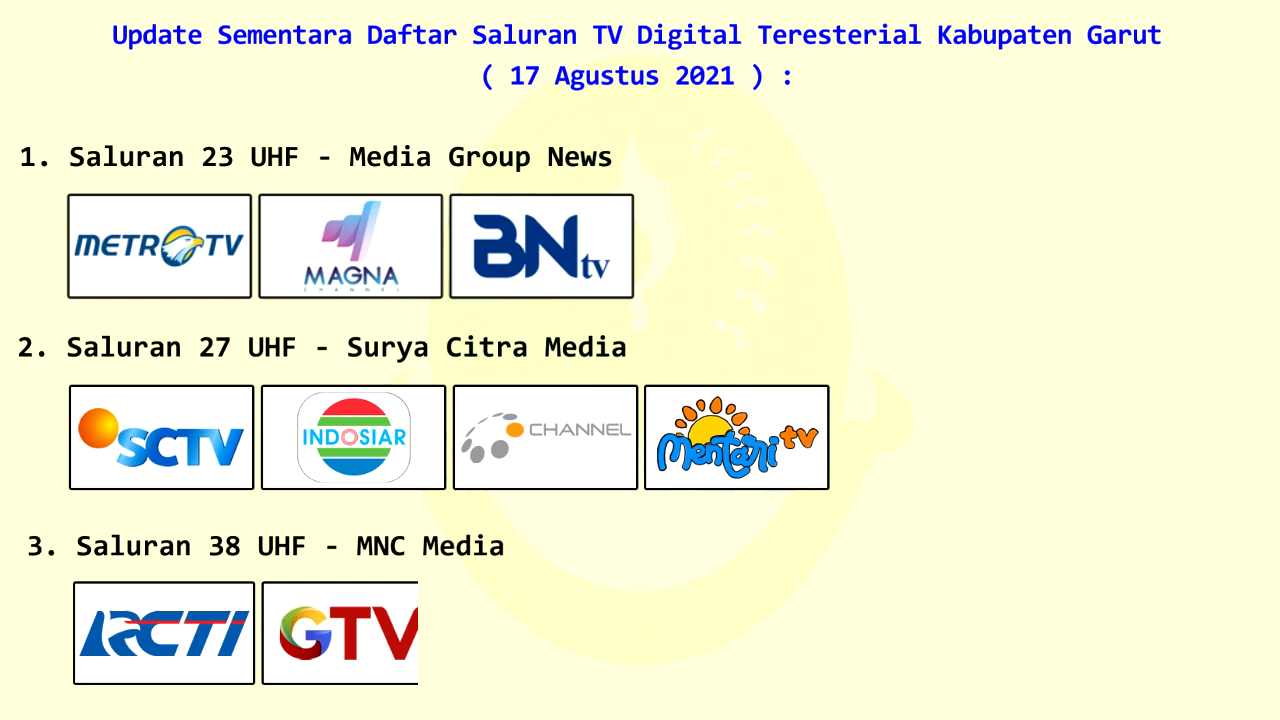 Update Sementara Daftar Saluran TV Digital Teresterial Kabupaten Garut
( 17 Agustus 2021 ) :
1. Saluran 23 UHF - Media Group News
METRO TV
MAGNA
CHANNEL
BN tv
2. Saluran 27 UHF - Surya Citra Media
SCTV
INDOSIAR
CHANNEL
Mentari tv
3. Saluran 38 UHF - MNC Media
RCTI
GTV